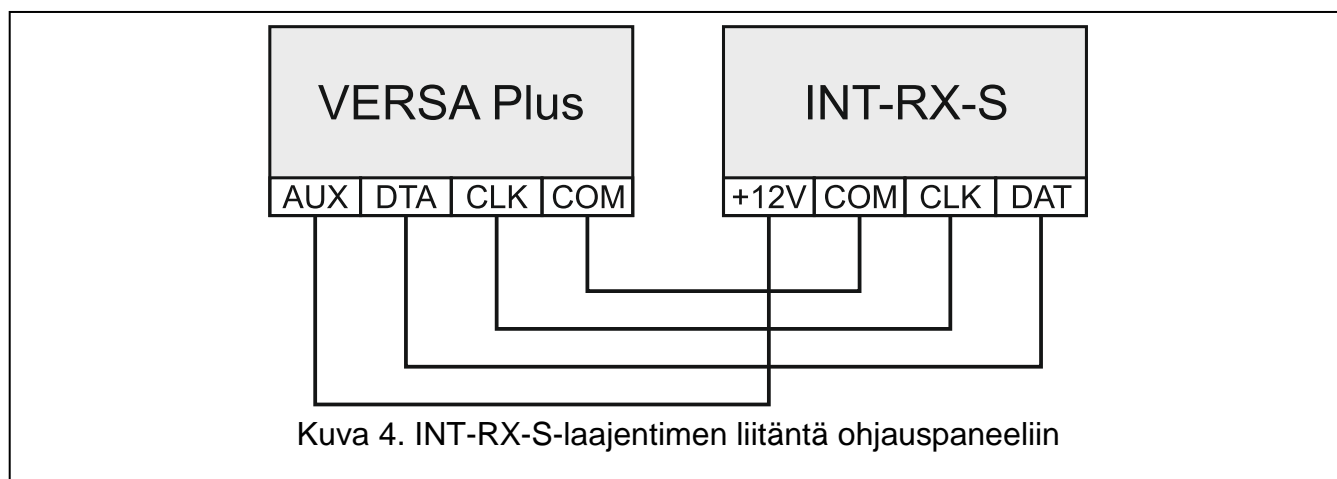 VERSA Plus INT-RX-S
AUX DTA CLK COM +12V COM CLK DAT
Kuva 4. INT-RX-S-laajentimen liitäntä ohjauspaneeliin